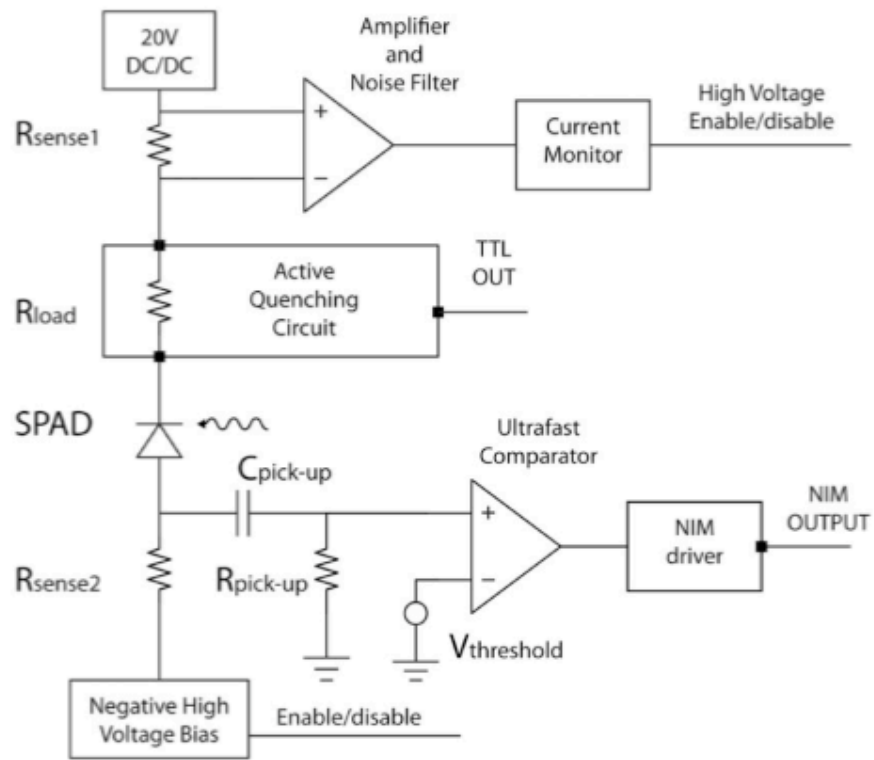 20V
DC/DC
Amplifier
and
Noise Filter
High Voltage
Enable/disable
Rsense1
+
−
Current
Monitor
TTL
OUT
Active
Quenching
Circuit
Rload
SPAD
Ultrafast
Comparator
Cpick-up
NIM
OUTPUT
+
NIM
driver
Rsense2
Rpick-up
−
Vthreshold
Negative High
Voltage Bias
Enable/disable